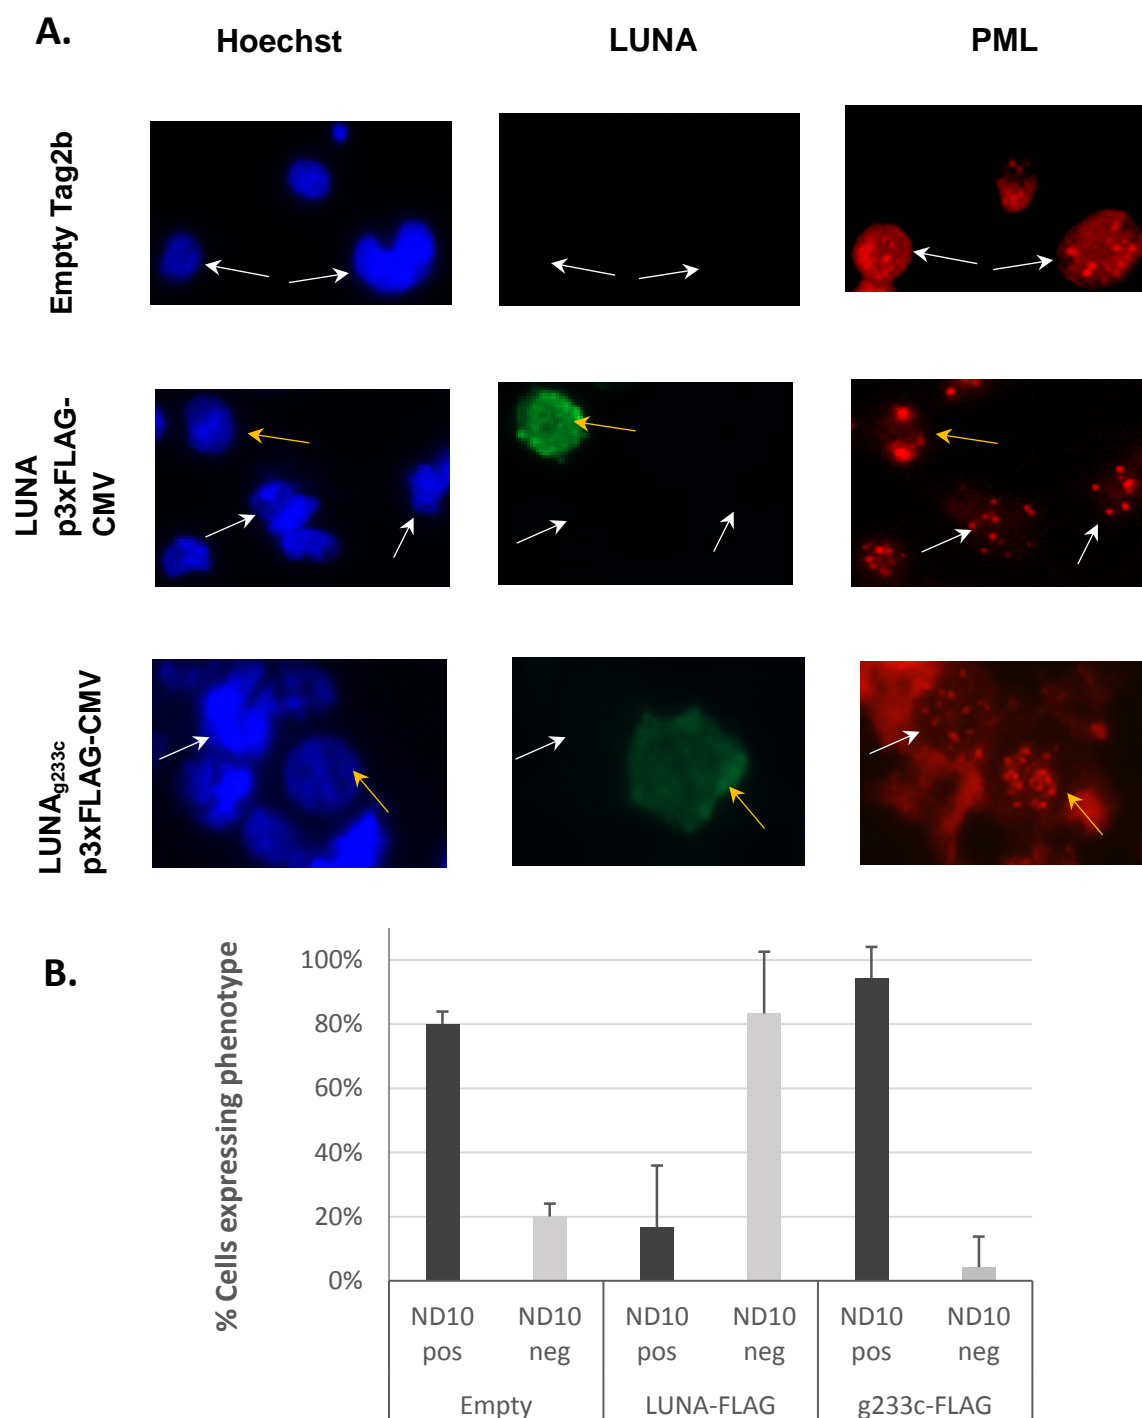 A.
Hoechst
LUNA
PML
Empty Tag2b
LUNA
p3xFLAG-
CMV
LUNAg233c
p3xFLAG-CMV
B.
% Cells expressing phenotype
100%
80%
60%
40%
20%
0%
ND10 pos
ND10 neg
ND10 pos
ND10 neg
ND10 pos
ND10 neg
Empty
LUNA-FLAG
g233c-FLAG